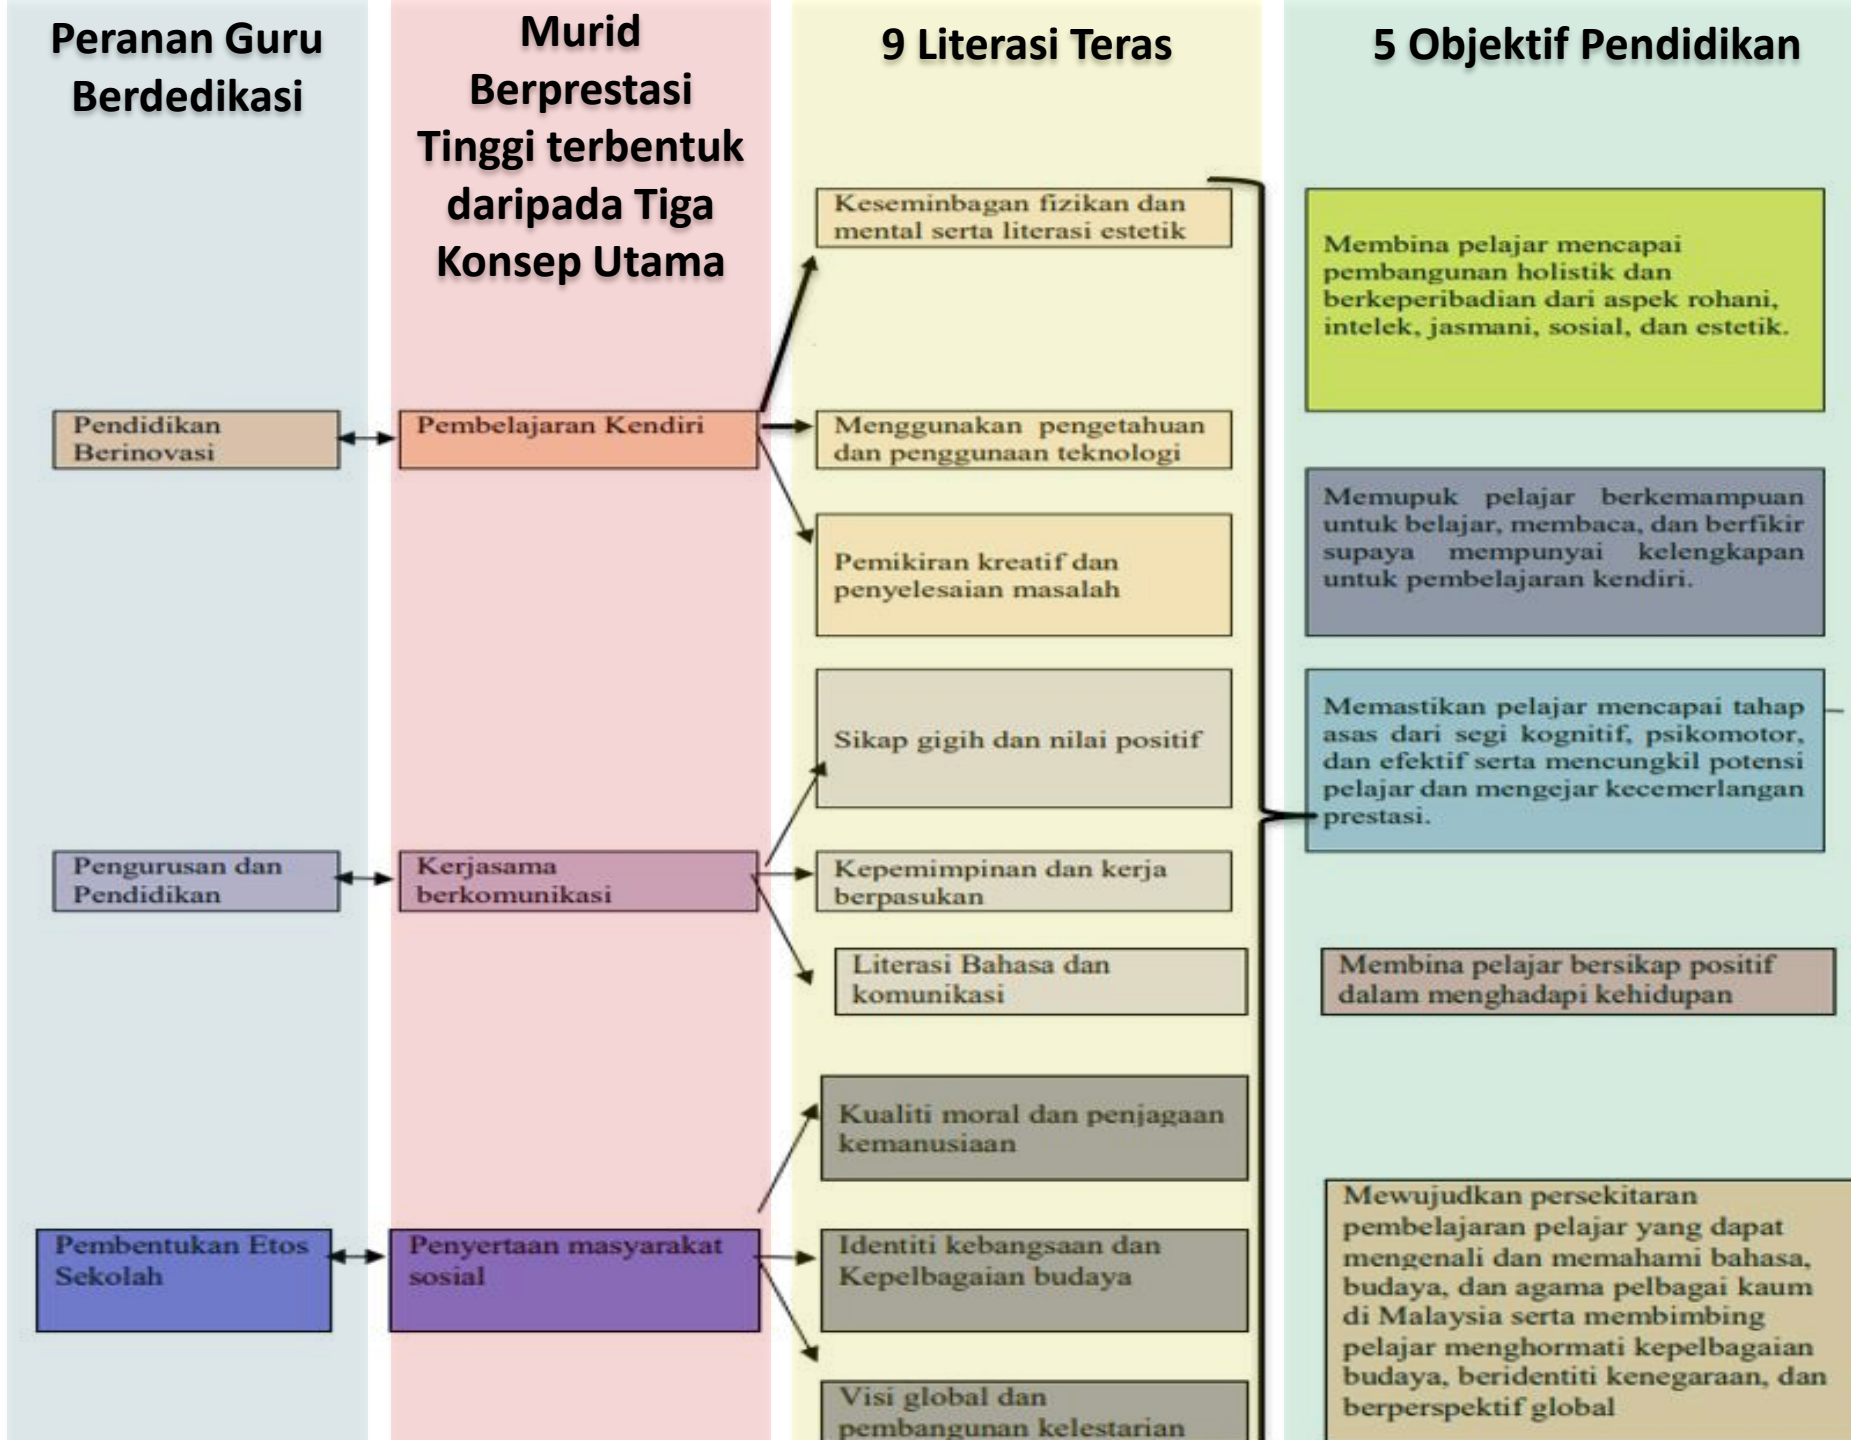 Peranan Guru
Berdedikasi
Murid
Berprestasi
Tinggi terbentuk
daripada Tiga
Konsep Utama
9 Literasi Teras
5 Objektif Pendidikan
Pendidikan
Berinovasi
Pengurusan dan
Pendidikan
Pembentukan Etos
Sekolah
Pembelajaran Kendiri
Kerjasama
berkomunikasi
Penyertaan masyarakat
sosial
Keseminbagan fizikan dan
mental serta literasi estetik
Menggunakan pengetahuan
dan penggunaan teknologi
Pemikiran kreatif dan
penyelesaian masalah
Sikap gigih dan nilai positif
Kepemimpinan dan kerja
berpasukan
Literasi Bahasa dan
komunikasi
Kualiti moral dan penjagaan
kemanusiaan
Identiti kebangsaan dan
Kepelbagaian budaya
Visi global dan
pembangunan kelestarian
Membina pelajar mencapai
pembangunan holistik dan
berkeperibadian dari aspek rohani,
intelek, jasmani, sosial, dan estetik.
Memupuk pelajar berkemampuan
untuk belajar, membaca, dan berfikir
supaya mempunyai kelengkapan
untuk pembelajaran kendiri.
Memastikan pelajar mencapai tahap
asas dari segi kognitif, psikomotor,
dan efektif serta mencungkil potensi
pelajar dan mengejar kecemerlangan
prestasi.
Membina pelajar bersikap positif
dalam menghadapi kehidupan
Mewujudkan persekitaran
pembelajaran pelajar yang dapat
mengenali dan memahami bahasa,
budaya, dan agama pelbagai kaum
di Malaysia serta membimbing
pelajar menghormati kepelbagaian
budaya, beridentiti kenegaraan, dan
berperspektif global